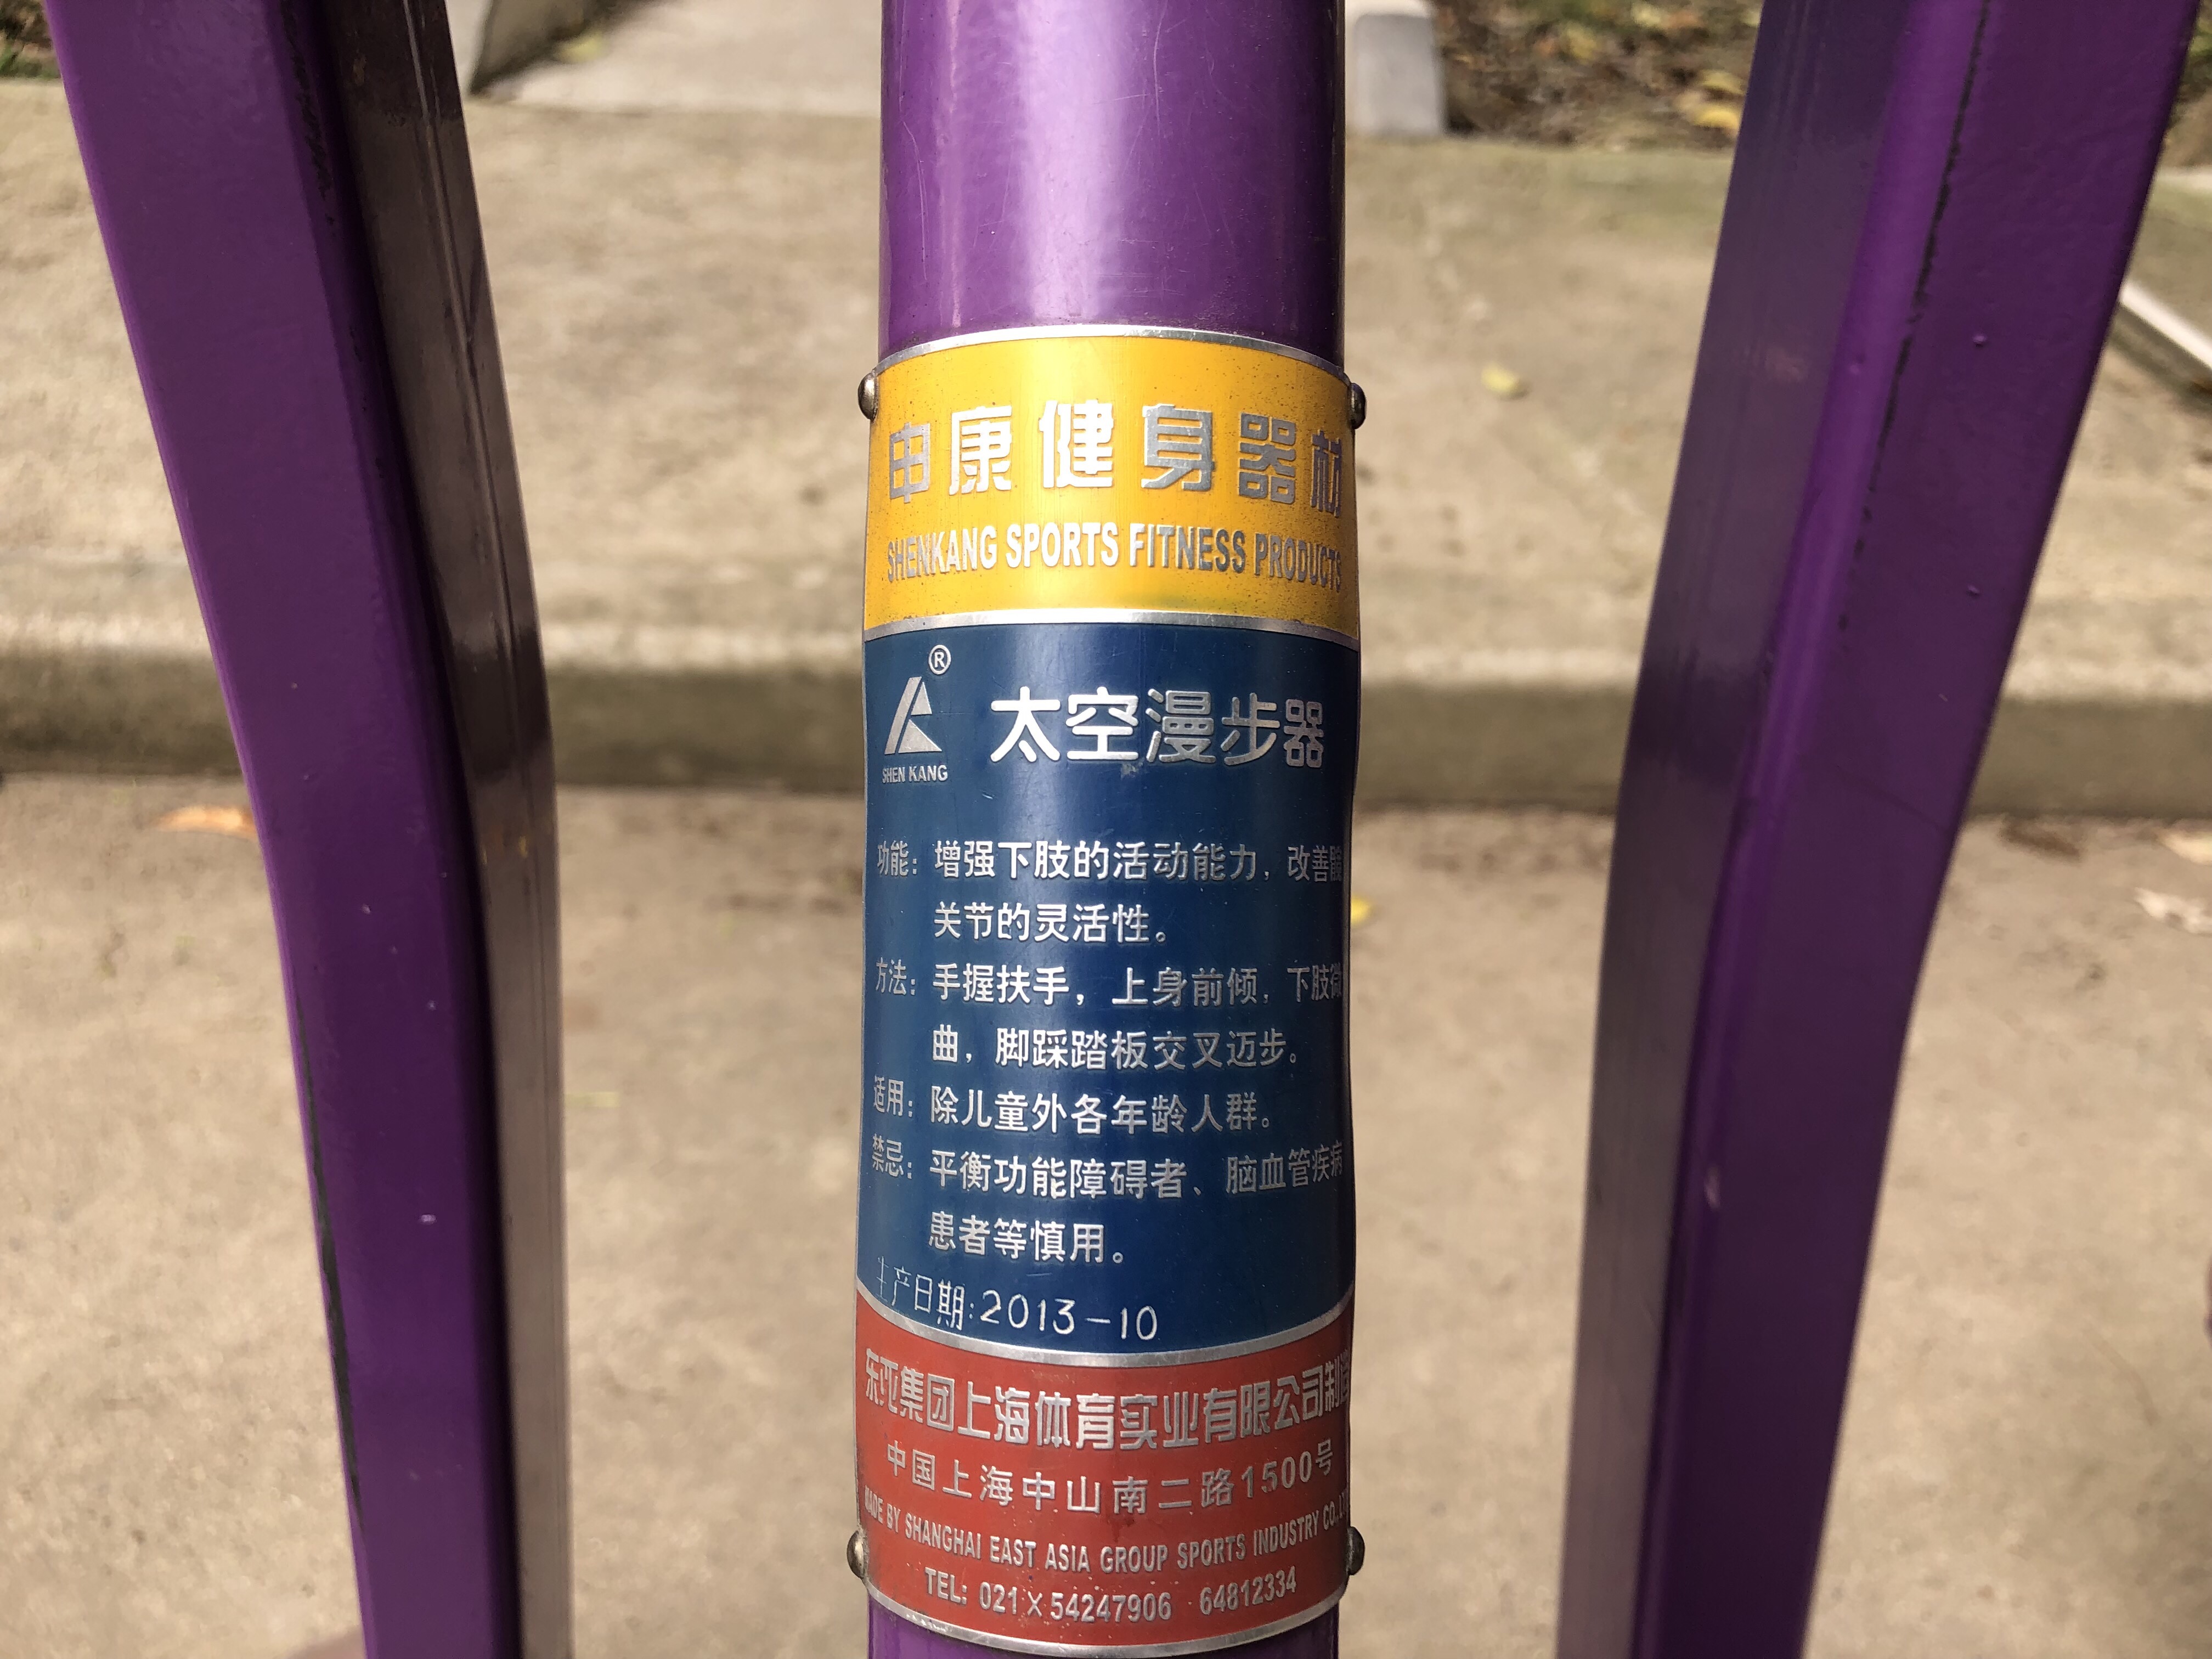 申康健身器材
SHENKANG SPORTS FITNESS PRODUCTS
®
SHEN KANG
太空漫步器
功能：增强下肢的活动能力，改善髋
关节的灵活性。
方法：手握扶手，上身前倾，下肢微
曲，脚踩踏板交叉迈步。
适用：除儿童外各年龄人群。
禁忌：平衡功能障碍者、脑血管疾病
患者等慎用。
生产日期：2013-10
东亚集团上海体育实业有限公司制造
中国上海中山南二路1500号
MADE BY SHANGHAI EAST ASIA GROUP SPORTS INDUSTRY CO.,LT
TEL: 021×54247906 64812334